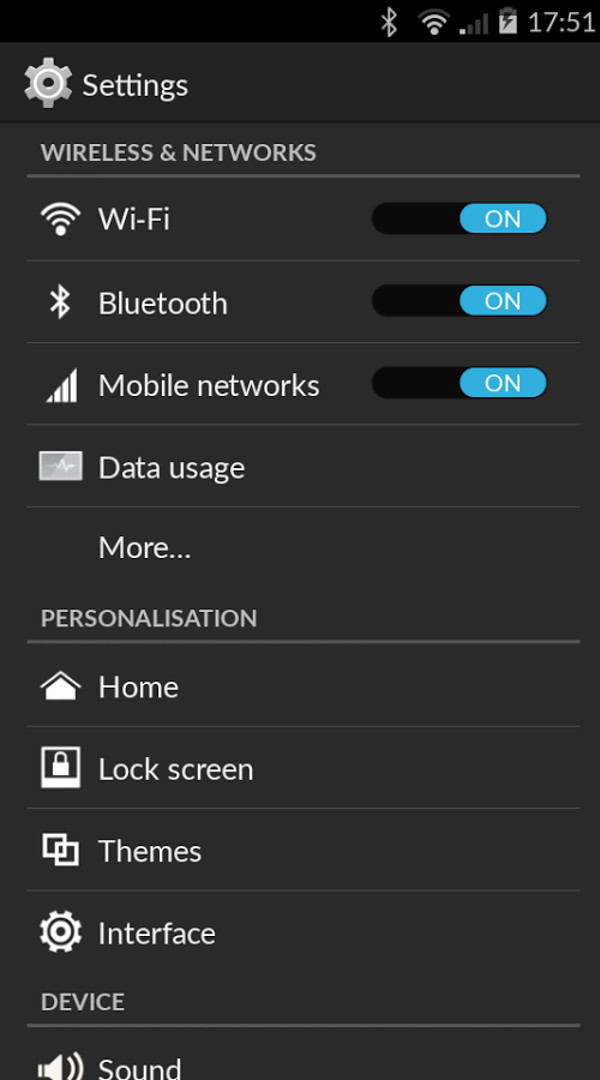 17:51
Settings
WIRELESS & NETWORKS
Wi-Fi ON
Bluetooth ON
Mobile networks ON
Data usage
More...
PERSONALISATION
Home
Lock screen
Themes
Interface
DEVICE
Sound